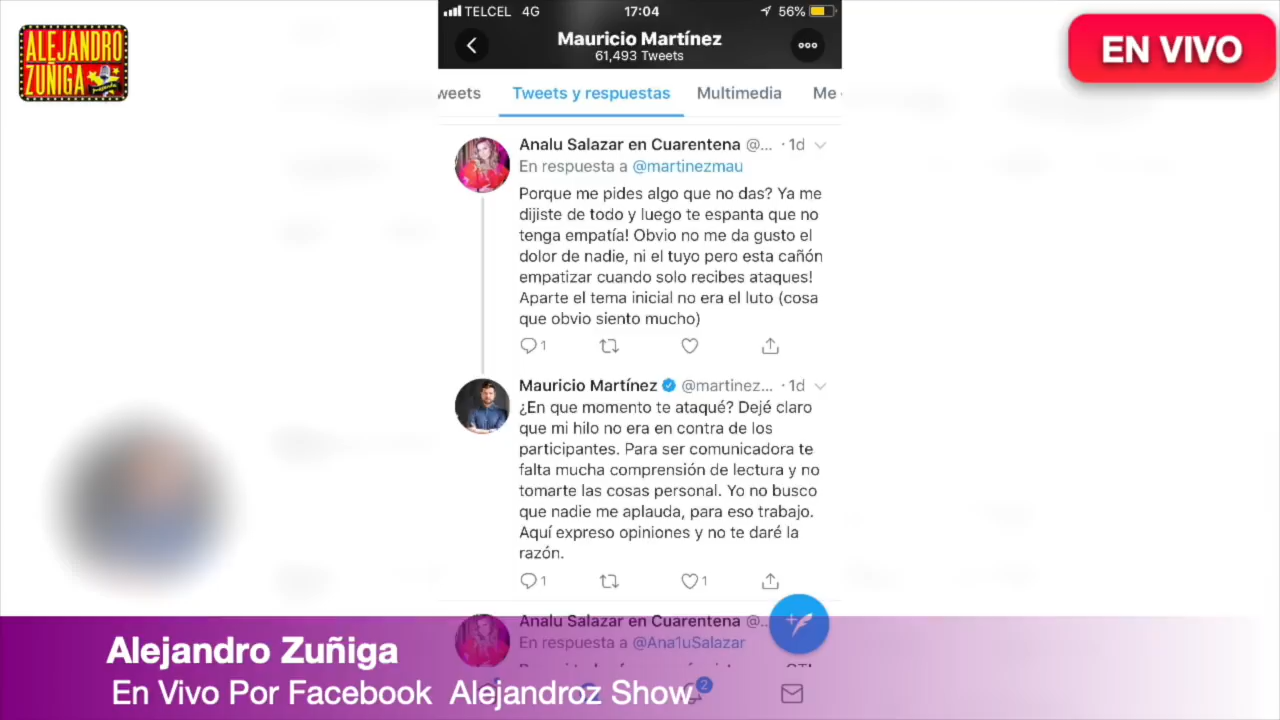 ALEJANDRO
ZUÑIGA
TELCEL 4G 17:04 56%
EN VIVO
Mauricio Martínez
61,493 Tweets
weets Tweets y respuestas Multimedia Me
Analu Salazar en Cuarentena @... · 1d
En respuesta a @martinezmau
Porque me pides algo que no das? Ya me
dijiste de todo y luego te espanta que no
tenga empatía! Obvio no me da gusto el
dolor de nadie, ni el tuyo pero esta cañón
empatizar cuando solo recibes ataques!
Aparte el tema inicial no era el luto (cosa
que obvio siento mucho)
1
Mauricio Martínez @martinez... · 1d
¿En que momento te ataqué? Dejé claro
que mi hilo no era en contra de los
participantes. Para ser comunicadora te
falta mucha comprensión de lectura y no
tomarte las cosas personal. Yo no busco
que nadie me aplauda, para eso trabajo.
Aquí expreso opiniones y no te daré la
razón.
1 1
Analu Salazar en Cuarentena @...
En respuesta a @Ana1uSalazar
Alejandro Zuñiga
En Vivo Por Facebook Alejandroz Show
2